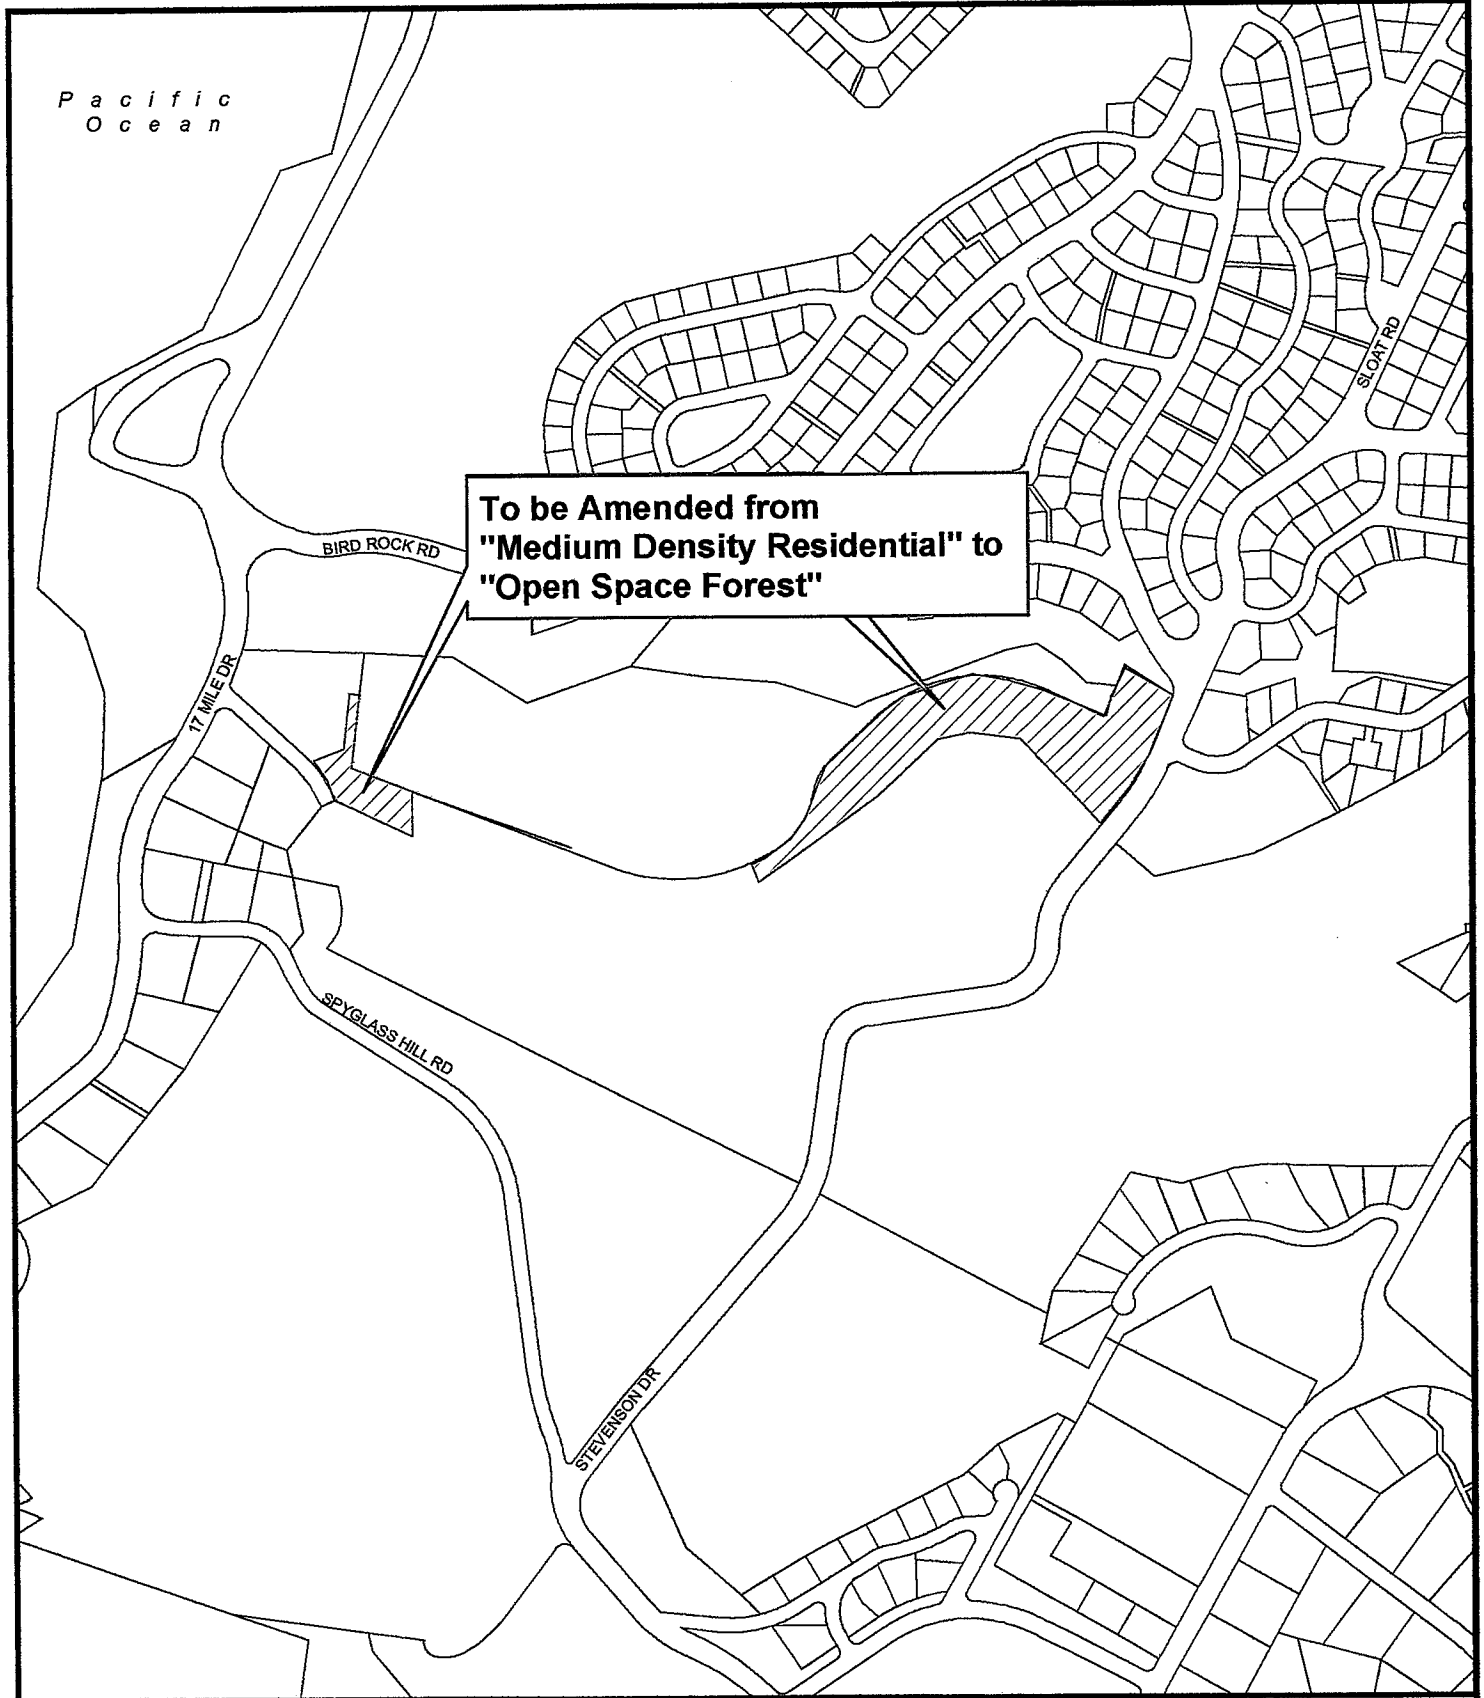 Pacific
Ocean
SLOAT RD
To be Amended from
"Medium Density Residential" to
"Open Space Forest"
BIRD ROCK RD
17 MILE DR
SPYGLASS HILL RD
STEVENSON DR